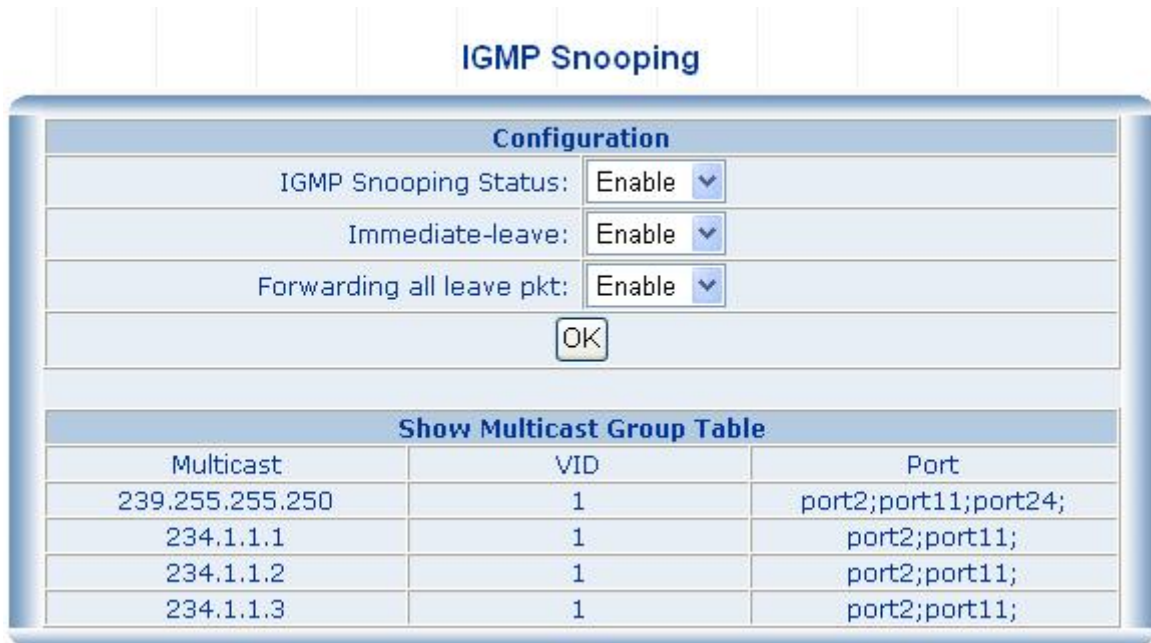 IGMP Snooping
Configuration
IGMP Snooping Status: Enable
Immediate-leave: Enable
Forwarding all leave pkt: Enable
OK
Show Multicast Group Table
Multicast VID Port
239.255.255.250 1 port2;port11;port24;
234.1.1.1 1 port2;port11;
234.1.1.2 1 port2;port11;
234.1.1.3 1 port2;port11;